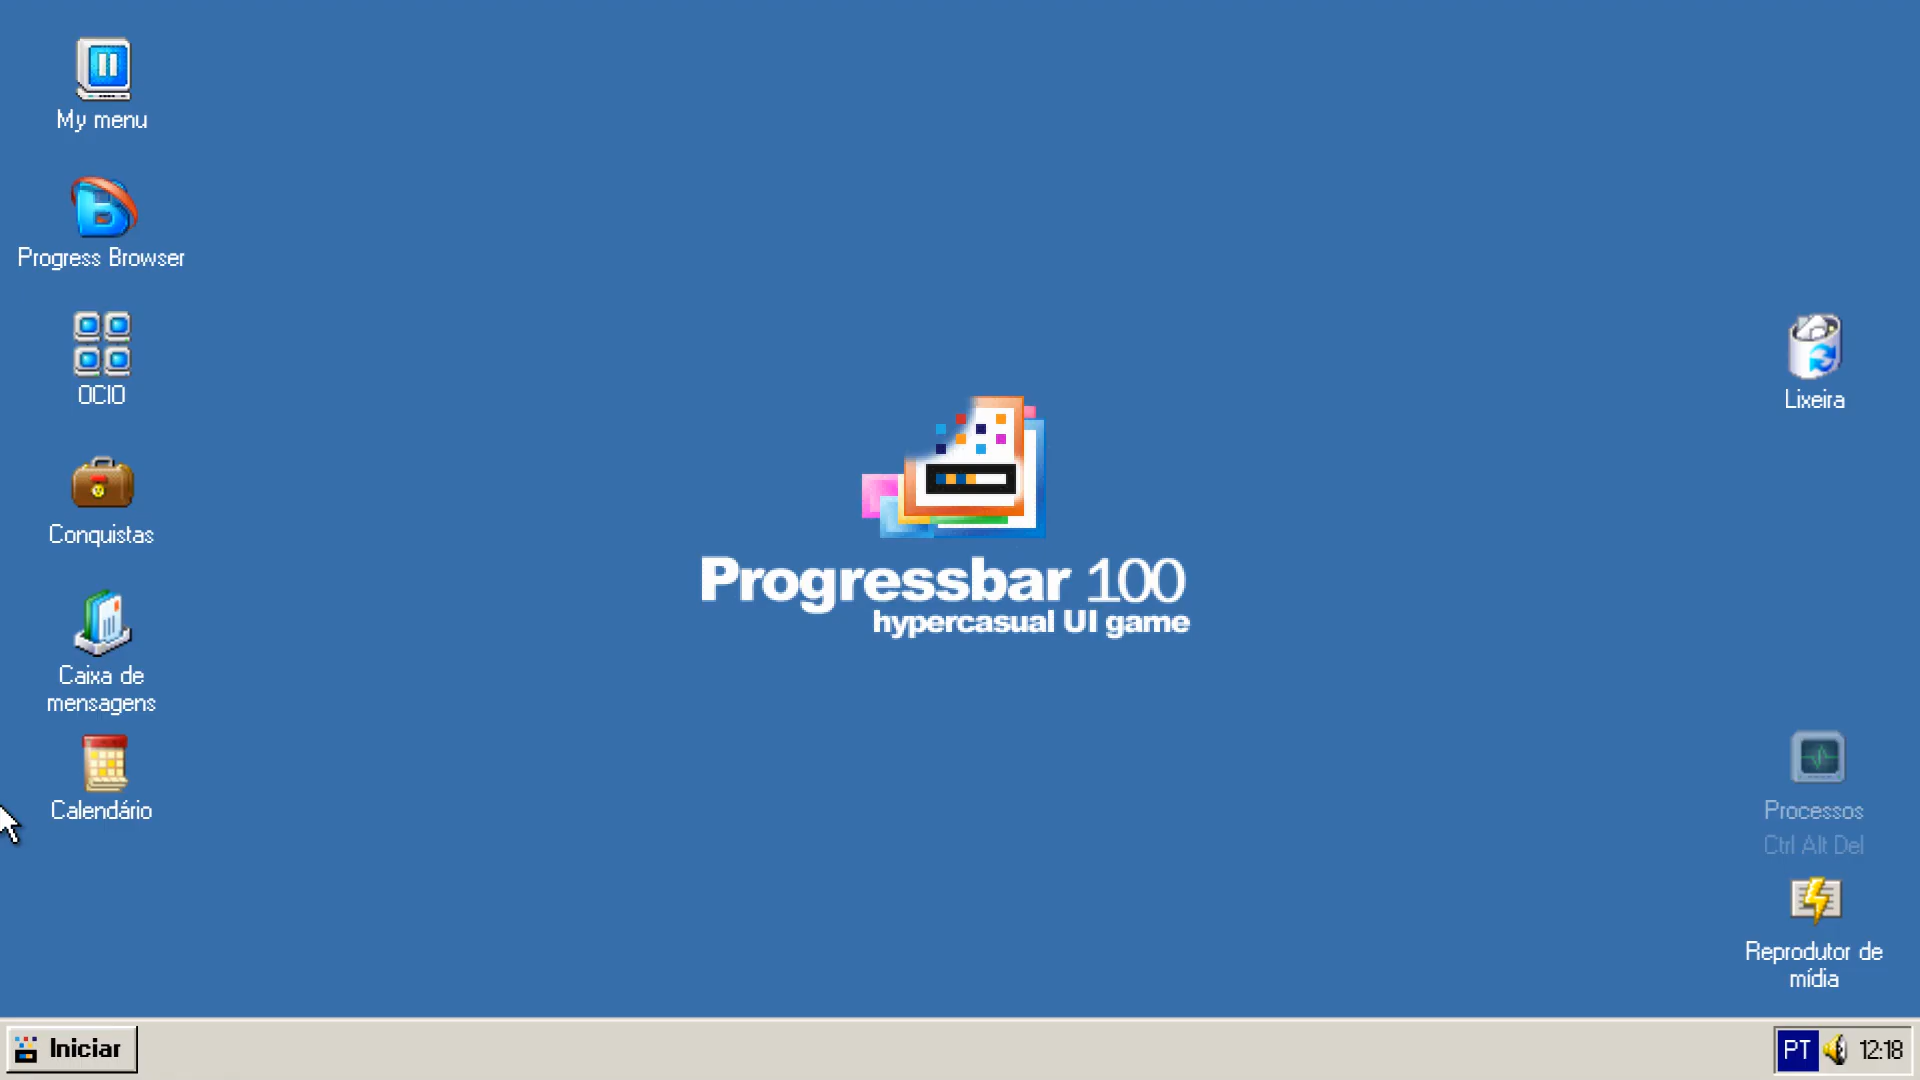 My menu
Progress Browser
OCIO
Conquistas
Caixa de
mensagens
Calendário
Progressbar 100
hypercasual UI game
Lixeira
Processos
Ctrl Alt Del
Reprodutor de
mídia
Iniciar
PT 12:18